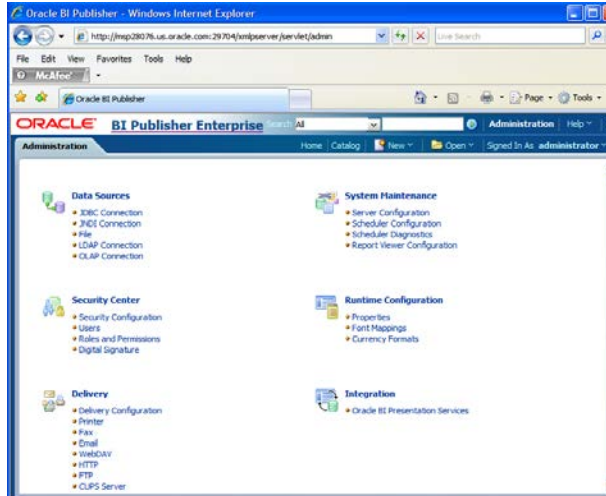 Oracle BI Publisher - Windows Internet Explorer
http://msp28076.us.oracle.com:29704/xmlpserver/servlet/admin
Live Search
File Edit View Favorites Tools Help
McAfee
Oracle BI Publisher
Page Tools
ORACLE BI Publisher Enterprise Search All Administration Help
Administration Home Catalog New Open Signed In As administrator
Data Sources
JDBC Connection
JNDI Connection
File
LDAP Connection
OLAP Connection
System Maintenance
Server Configuration
Scheduler Configuration
Scheduler Diagnostics
Report Viewer Configuration
Security Center
Security Configuration
Users
Roles and Permissions
Digital Signature
Runtime Configuration
Properties
Font Mappings
Currency Formats
Delivery
Delivery Configuration
Printer
Fax
Email
WebDAV
HTTP
FTP
CUPS Server
Integration
Oracle BI Presentation Services